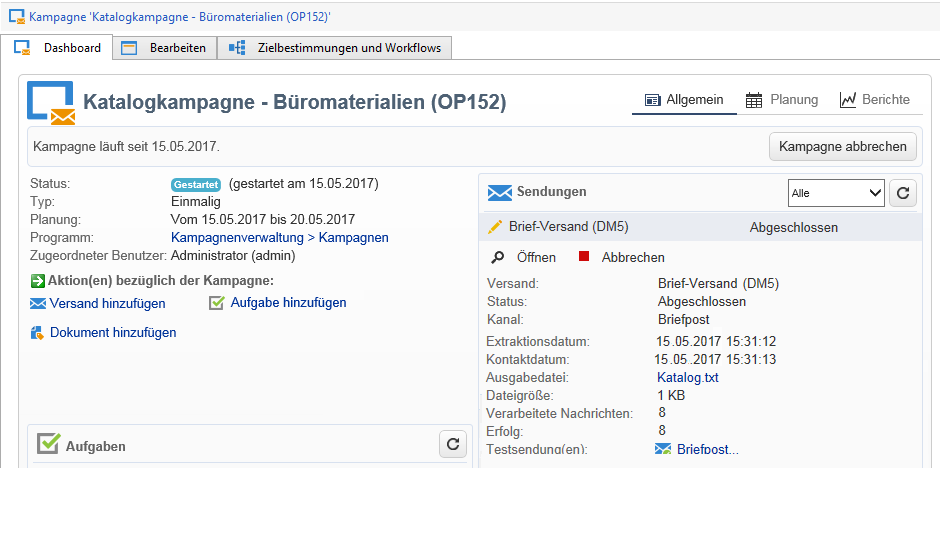 Kampagne 'Katalogkampagne - Büromaterialien (OP152)'
Dashboard Bearbeiten Zielbestimmungen und Workflows
Katalogkampagne - Büromaterialien (OP152)
Allgemein Planung Berichte
Kampagne läuft seit 15.05.2017.
Kampagne abbrechen
Status: Gestartet (gestartet am 15.05.2017)
Typ: Einmalig
Planung: Vom 15.05.2017 bis 20.05.2017
Programm: Kampagnenverwaltung > Kampagnen
Zugeordneter Benutzer: Administrator (admin)
Aktion(en) bezüglich der Kampagne:
Versand hinzufügen Aufgabe hinzufügen
Dokument hinzufügen
Aufgaben
Sendungen Alle
Brief-Versand (DM5) Abgeschlossen
Öffnen Abbrechen
Versand: Brief-Versand (DM5)
Status: Abgeschlossen
Kanal: Briefpost
Extraktionsdatum: 15.05.2017 15:31:12
Kontaktdatum: 15.05.2017 15:31:13
Ausgabedatei: Katalog.txt
Dateigröße: 1 KB
Verarbeitete Nachrichten: 8
Erfolg: 8
Testsendung(en): Briefpost...